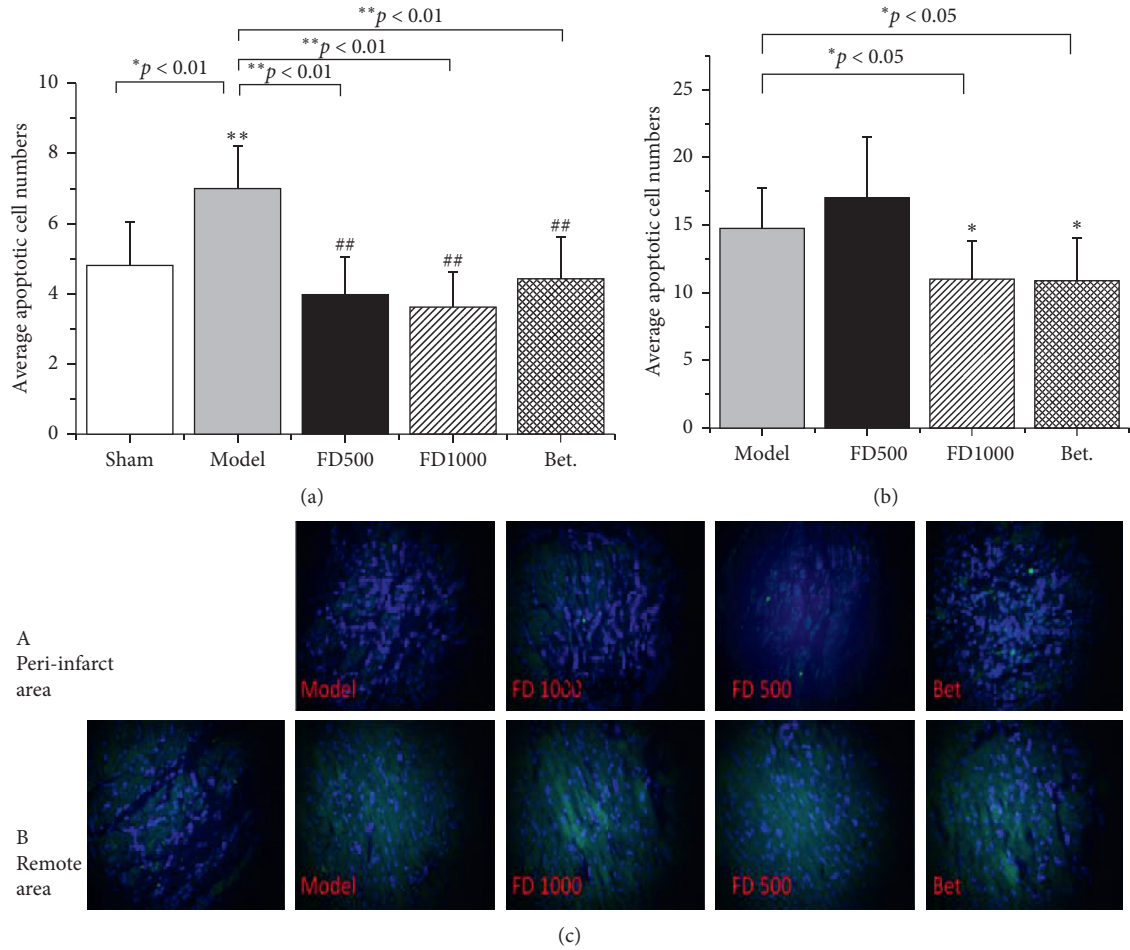 (a)
**p < 0.01
**p < 0.01
*p < 0.01
**p < 0.01
Average apoptotic cell numbers
10
8
6
4
2
0
**
##
##
##
Sham Model FD500 FD1000 Bet.
(b)
*p < 0.05
*p < 0.05
Average apoptotic cell numbers
25
20
15
10
5
0
*
*
Model FD500 FD1000 Bet.
(a)
(b)
A
Peri-infarct
area
Model
FD 1000
FD 500
Bet
B
Remote
area
Model
FD 1000
FD 500
Bet
(c)